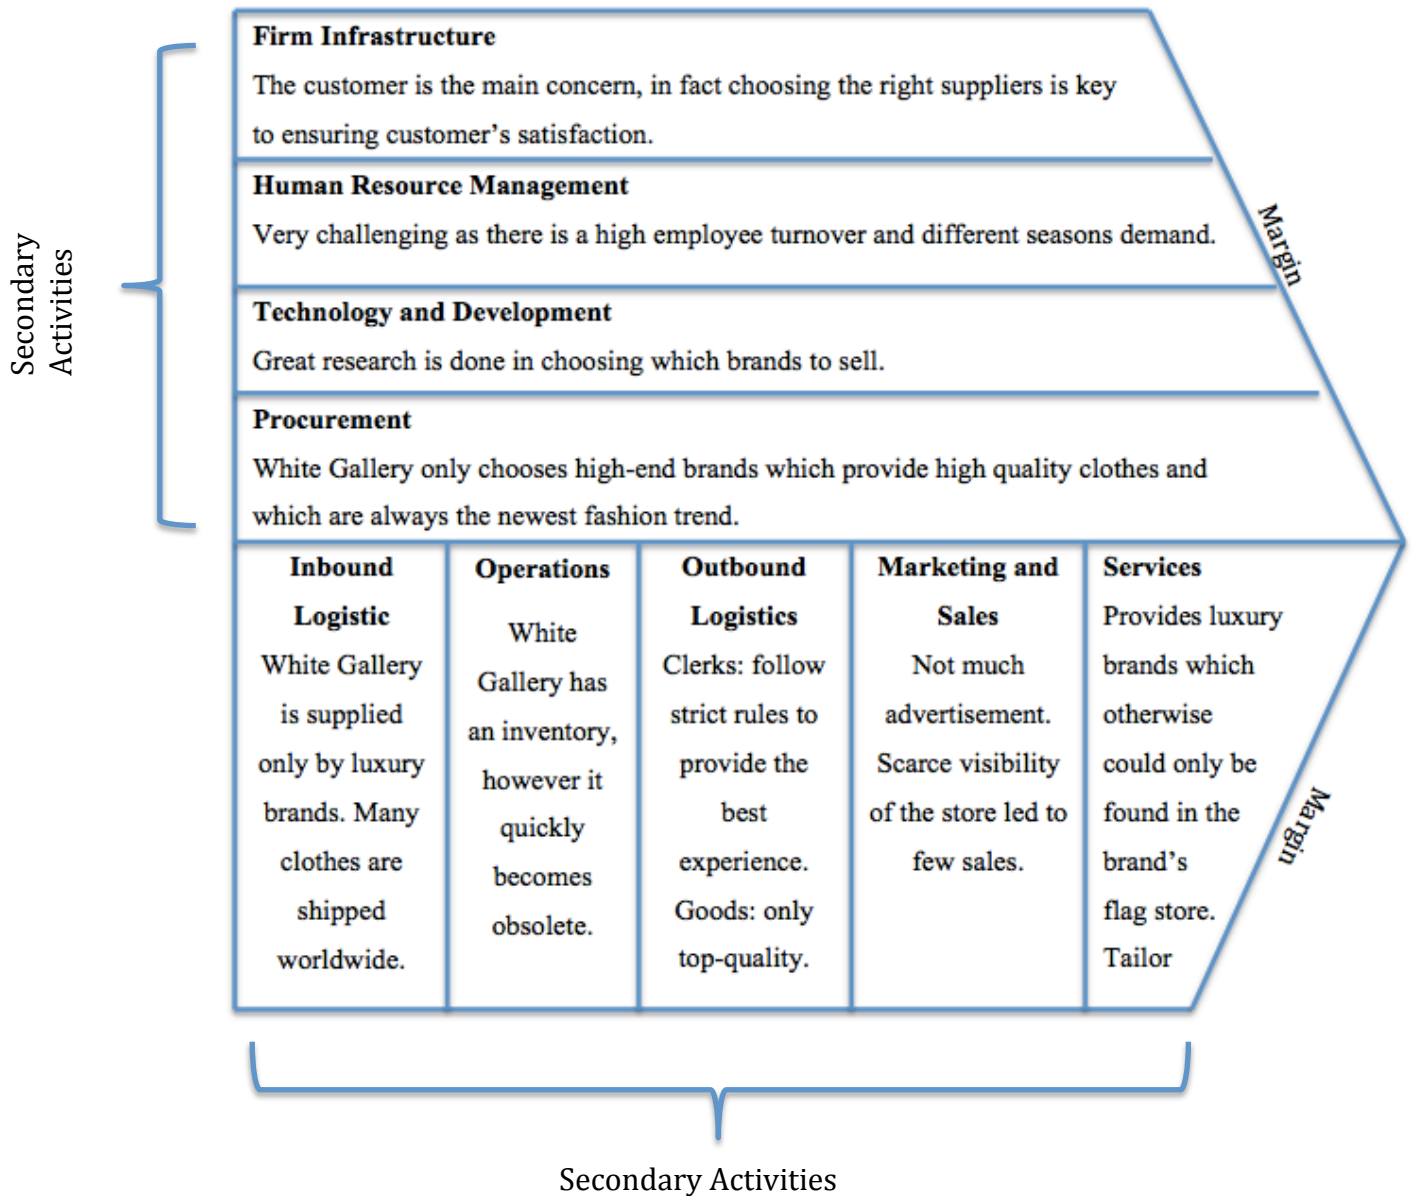 Secondary
Activities
Firm Infrastructure
The customer is the main concern, in fact choosing the right suppliers is key
to ensuring customer’s satisfaction.
Human Resource Management
Very challenging as there is a high employee turnover and different seasons demand.
Technology and Development
Great research is done in choosing which brands to sell.
Procurement
White Gallery only chooses high-end brands which provide high quality clothes and
which are always the newest fashion trend.
Margin
Inbound
Logistic
White Gallery
is supplied
only by luxury
brands. Many
clothes are
shipped
worldwide.
Operations
White
Gallery has
an inventory,
however it
quickly
becomes
obsolete.
Outbound
Logistics
Clerks: follow
strict rules to
provide the
best
experience.
Goods: only
top-quality.
Marketing and
Sales
Not much
advertisement.
Scarce visibility
of the store led to
few sales.
Services
Provides luxury
brands which
otherwise
could only be
found in the
brand’s
flag store.
Tailor
Margin
Secondary Activities